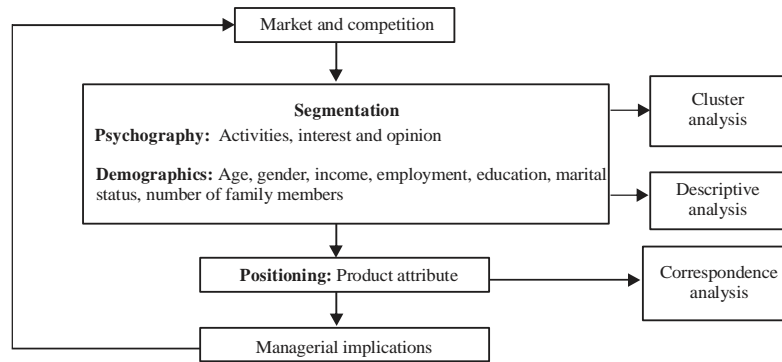 Market and competition
Segmentation
Psychography: Activities, interest and opinion
Demographics: Age, gender, income, employment, education, marital
status, number of family members
Cluster
analysis
Descriptive
analysis
Positioning: Product attribute
Correspondence
analysis
Managerial implications